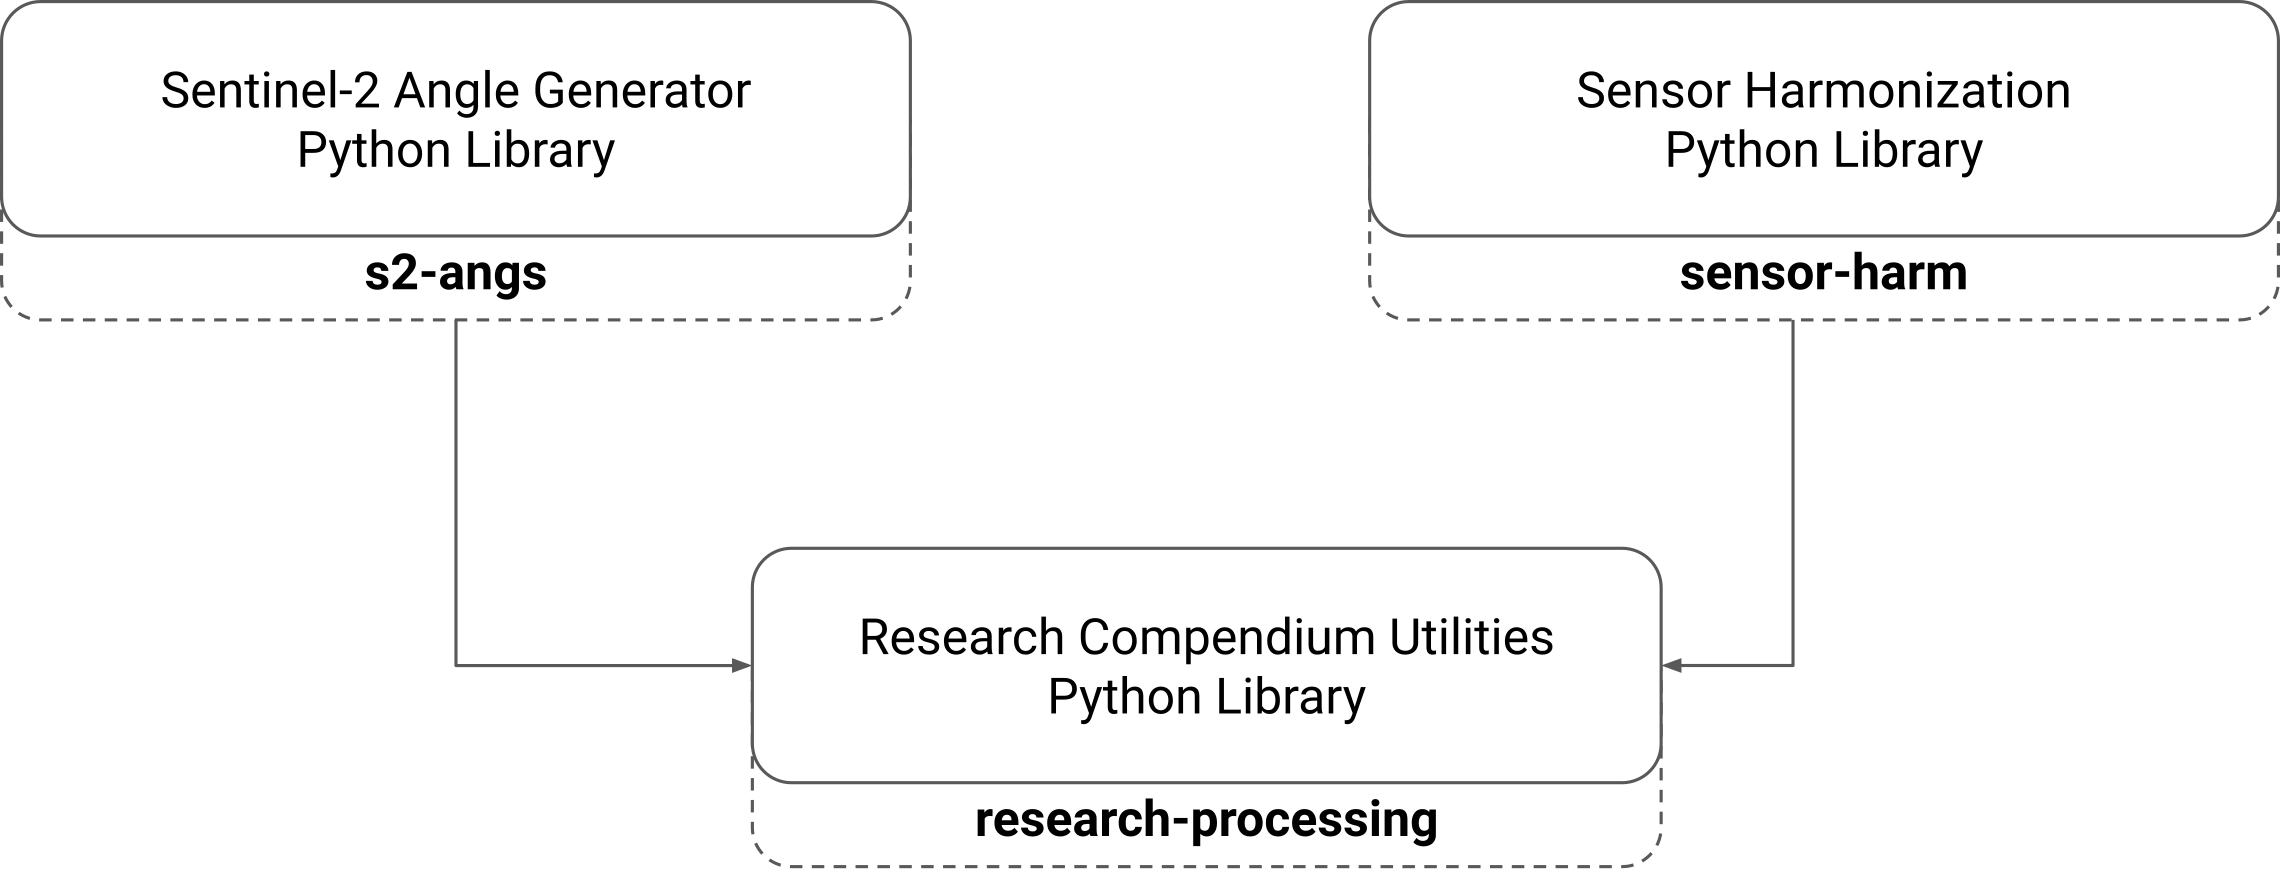 Sentinel-2 Angle Generator
Python Library
s2-angs
Sensor Harmonization
Python Library
sensor-harm
Research Compendium Utilities
Python Library
research-processing